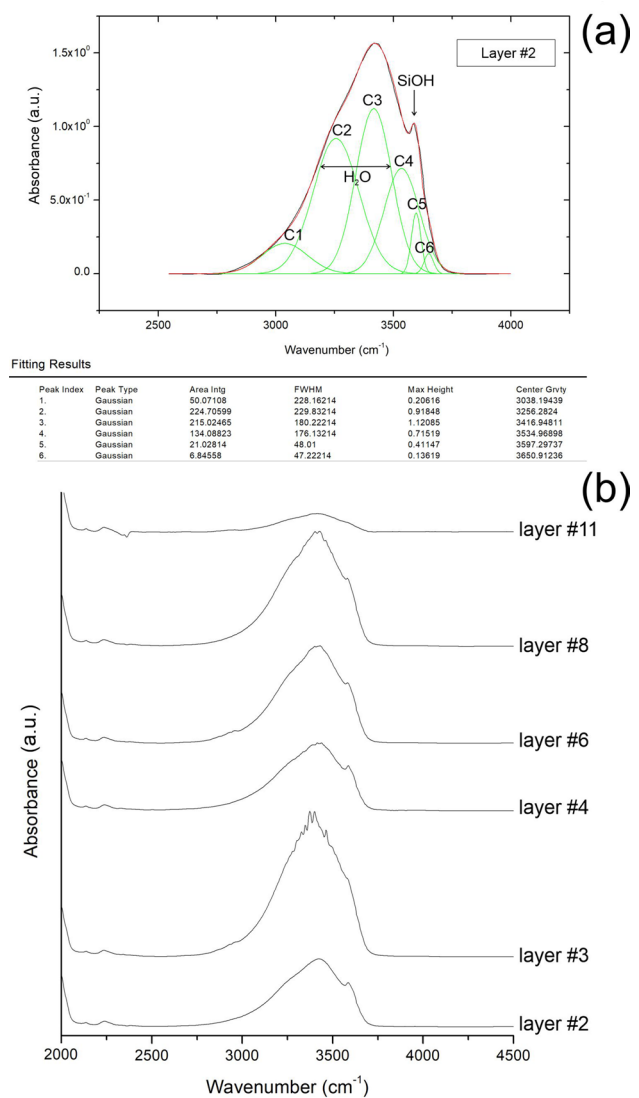 (a)
Layer #2
SiOH
C1
C2
C3
C4
C5
C6
H2O
1.5x10^0
1.0x10^0
5.0x10^-1
0.0
Absorbance (a.u.)
2500 3000 3500 4000
Wavenumber (cm^-1)
Fitting Results
Peak Index Peak Type Area Intg FWHM Max Height Center Grvty
1. Gaussian 50.07108 228.16214 0.20616 3038.19439
2. Gaussian 224.70599 229.83214 0.91848 3256.2824
3. Gaussian 215.02465 180.22214 1.12085 3416.94811
4. Gaussian 134.08823 176.13214 0.71519 3534.96898
5. Gaussian 21.02814 48.01 0.41147 3597.29737
6. Gaussian 6.84558 47.22214 0.13619 3650.91236
(b)
layer #11
layer #8
layer #6
layer #4
layer #3
layer #2
Absorbance (a.u.)
2000 2500 3000 3500 4000 4500
Wavenumber (cm^-1)